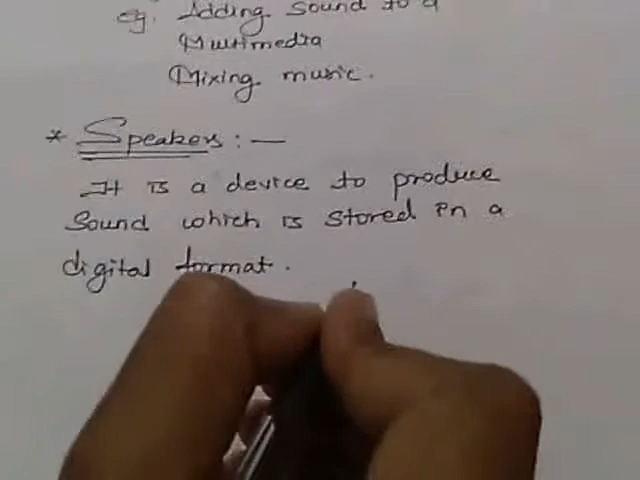 eg. Adding sound to a
Multimedia
Mixing music.
* Speakers : —
It is a device to produce
Sound which is stored in a
digital format.